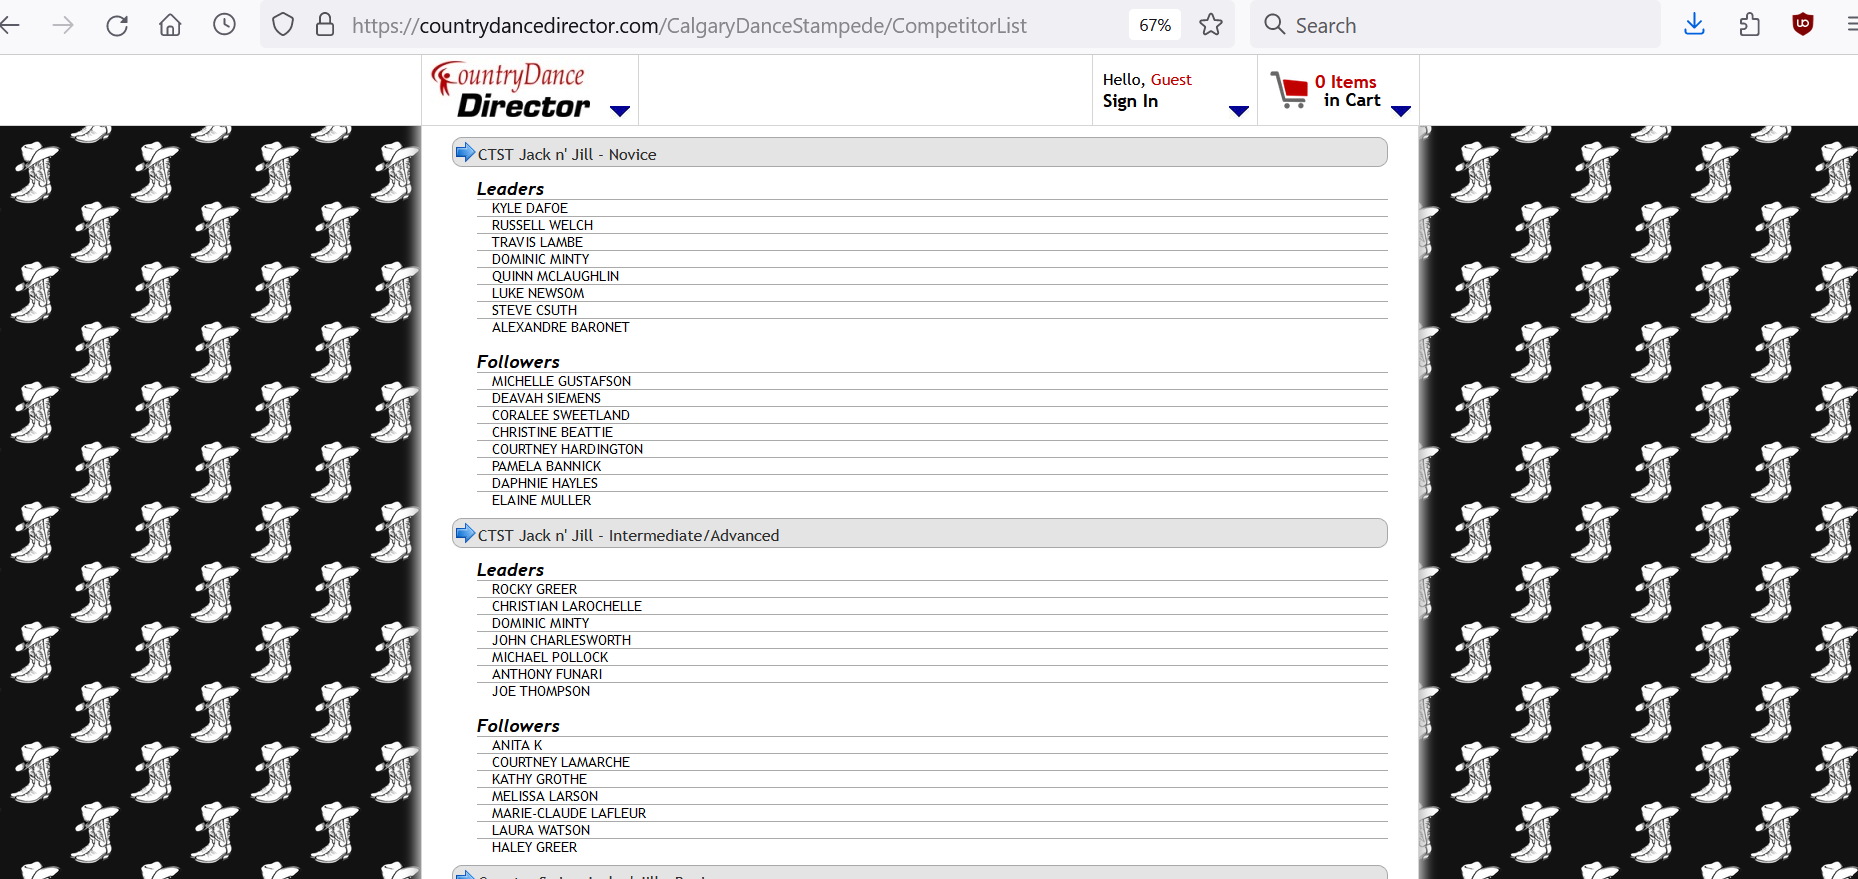 https://countrydancedirector.com/CalgaryDanceStampede/CompetitorList
67%
Search
CountryDance
Director
Hello, Guest
Sign In
0 Items
in Cart
CTST Jack n' Jill - Novice
Leaders
KYLE DAFOE
RUSSELL WELCH
TRAVIS LAMBE
DOMINIC MINTY
QUINN MCLAUGHLIN
LUKE NEWSOM
STEVE CSUTH
ALEXANDRE BARONET
Followers
MICHELLE GUSTAFSON
DEAVAH SIEMENS
CORALEE SWEETLAND
CHRISTINE BEATTIE
COURTNEY HARDINGTON
PAMELA BANNICK
DAPHNIE HAYLES
ELAINE MULLER
CTST Jack n' Jill - Intermediate/Advanced
Leaders
ROCKY GREER
CHRISTIAN LAROCHELLE
DOMINIC MINTY
JOHN CHARLESWORTH
MICHAEL POLLOCK
ANTHONY FUNARI
JOE THOMPSON
Followers
ANITA K
COURTNEY LAMARCHE
KATHY GROTHE
MELISSA LARSON
MARIE-CLAUDE LAFLEUR
LAURA WATSON
HALEY GREER